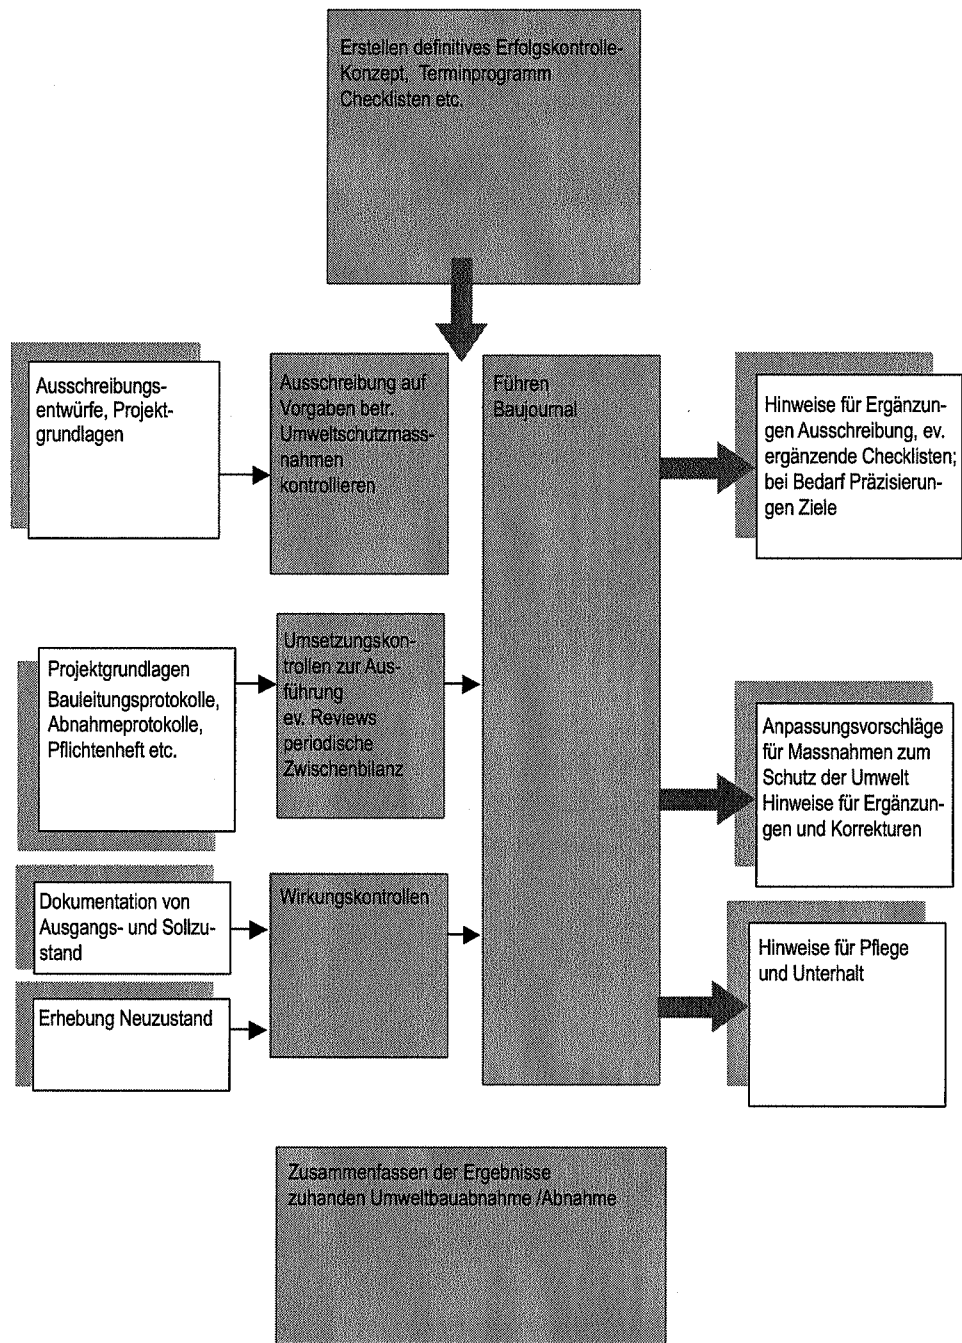 Erstellen definitives Erfolgskontrolle-
Konzept, Terminprogramm
Checklisten etc.
Ausschreibungs-
entwürfe, Projekt-
grundlagen
Ausschreibung auf
Vorgaben betr.
Umweltschutzmass-
nahmen
kontrollieren
Führen
Baujournal
Hinweise für Ergänzun-
gen Ausschreibung, ev.
ergänzende Checklisten;
bei Bedarf Präzisierun-
gen Ziele
Projektgrundlagen
Bauleitungsprotokolle,
Abnahmeprotokolle,
Pflichtenheft etc.
Umsetzungskon-
trollen zur Aus-
führung
ev. Reviews
periodische
Zwischenbilanz
Anpassungsvorschläge
für Massnahmen zum
Schutz der Umwelt
Hinweise für Ergänzun-
gen und Korrekturen
Dokumentation von
Ausgangs- und Sollzu-
stand
Wirkungskontrollen
Hinweise für Pflege
und Unterhalt
Erhebung Neuzustand
Zusammenfassen der Ergebnisse
zuhanden Umweltbauabnahme /Abnahme